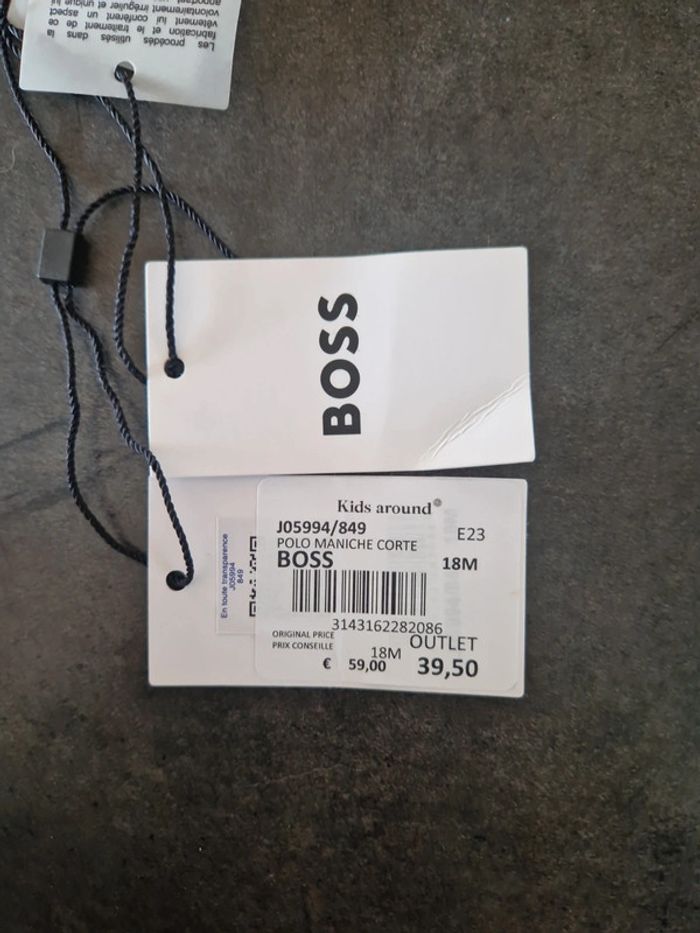 Les procédés utilisés dans la
fabrication et le traitement de ce
vêtement lui confèrent un aspect
volontairement irrégulier et unique lui
BOSS
Kids around
J05994/849
E23
POLO MANICHE CORTE
BOSS
18M
3143162282086
ORIGINAL PRICE
OUTLET
PRIX CONSEILLE
18M
€ 59,00
39,50
En toute transparence
J05994
849